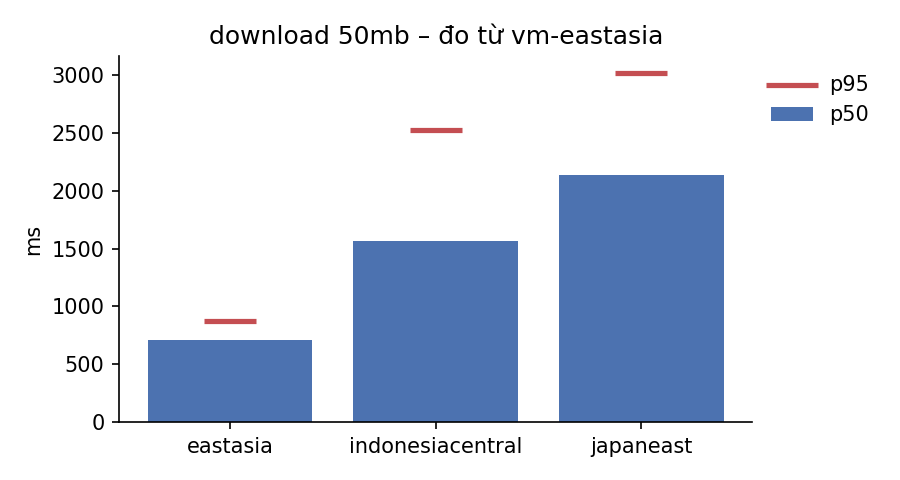 download 50mb – đo từ vm-eastasia
p95
p50
ms
3000
2500
2000
1500
1000
500
0
eastasia
indonesiacentral
japaneast